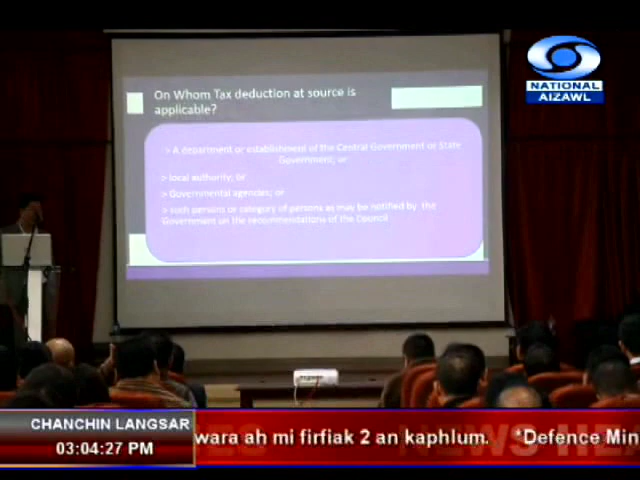 NATIONAL
AIZAWL
On Whom Tax deduction at source is
applicable?
> A department or establishment of the Central Government or State
Government; or
> local authority; or
> Governmental agencies; or
> such persons or category of persons as may be notified by the
Government on the recommendations of the Council
CHANCHIN LANGSAR
03:04:27 PM
wara ah mi firfiak 2 an kaphlum. *Defence Min